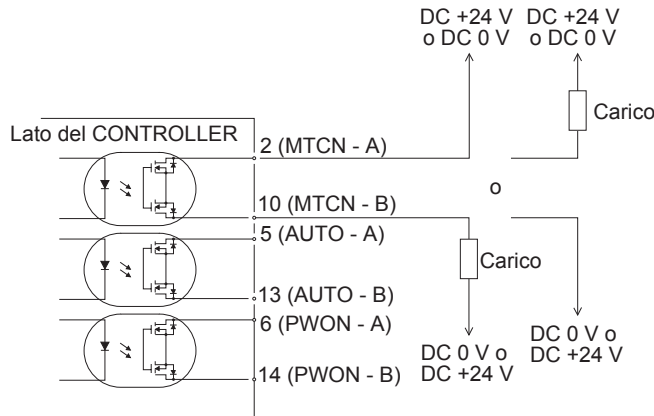 DC +24 V
o DC 0 V
DC +24 V
o DC 0 V
Carico
Lato del CONTROLLER
2 (MTCN - A)
o
10 (MTCN - B)
5 (AUTO - A)
Carico
13 (AUTO - B)
6 (PWON - A)
DC 0 V o
DC +24 V
DC 0 V o
DC +24 V
14 (PWON - B)